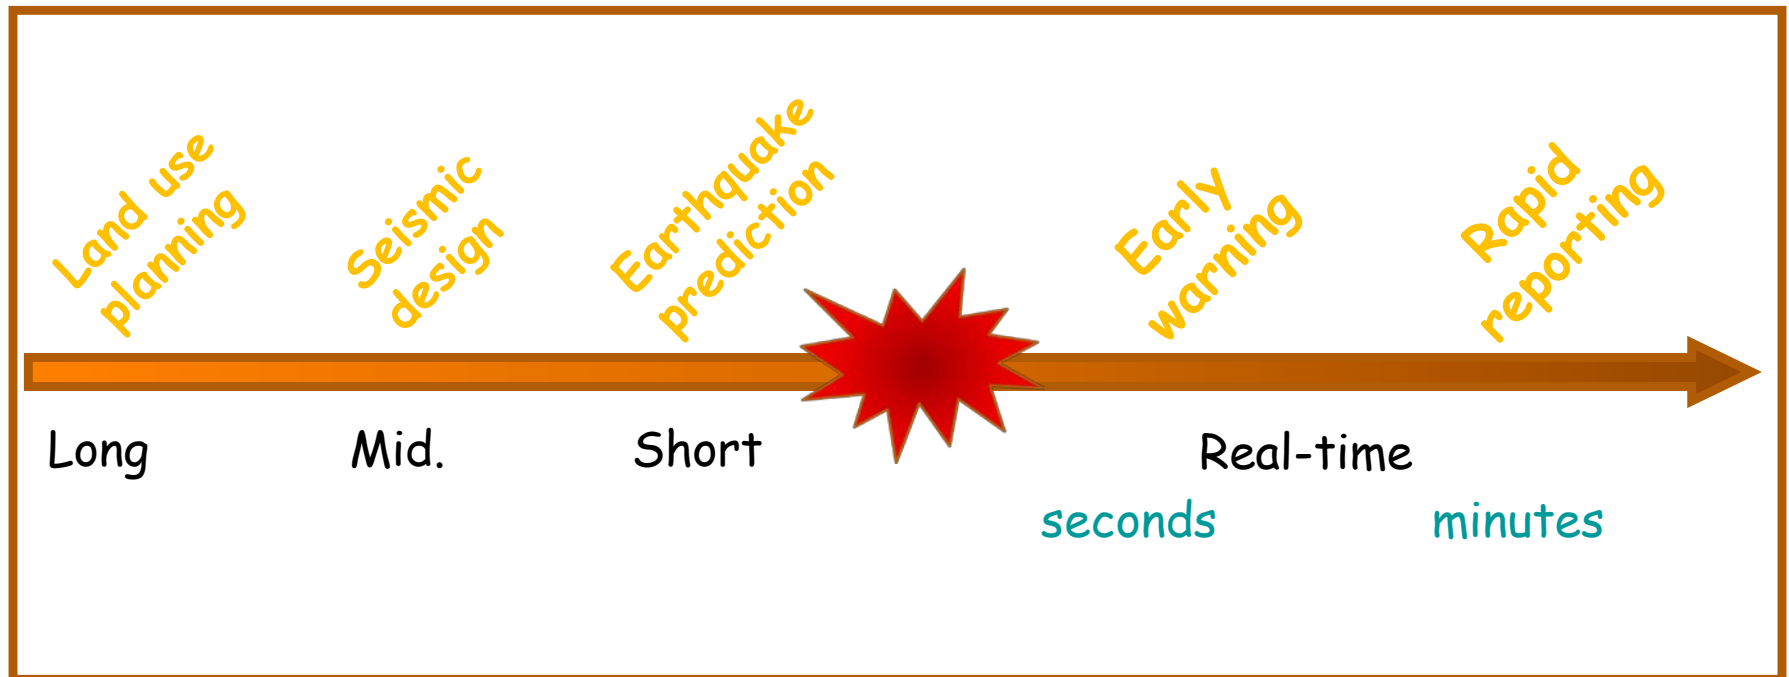 Land use
planning
Seismic
design
Earthquake
prediction
Early
warning
Rapid
reporting
Long
Mid.
Short
Real-time
seconds
minutes